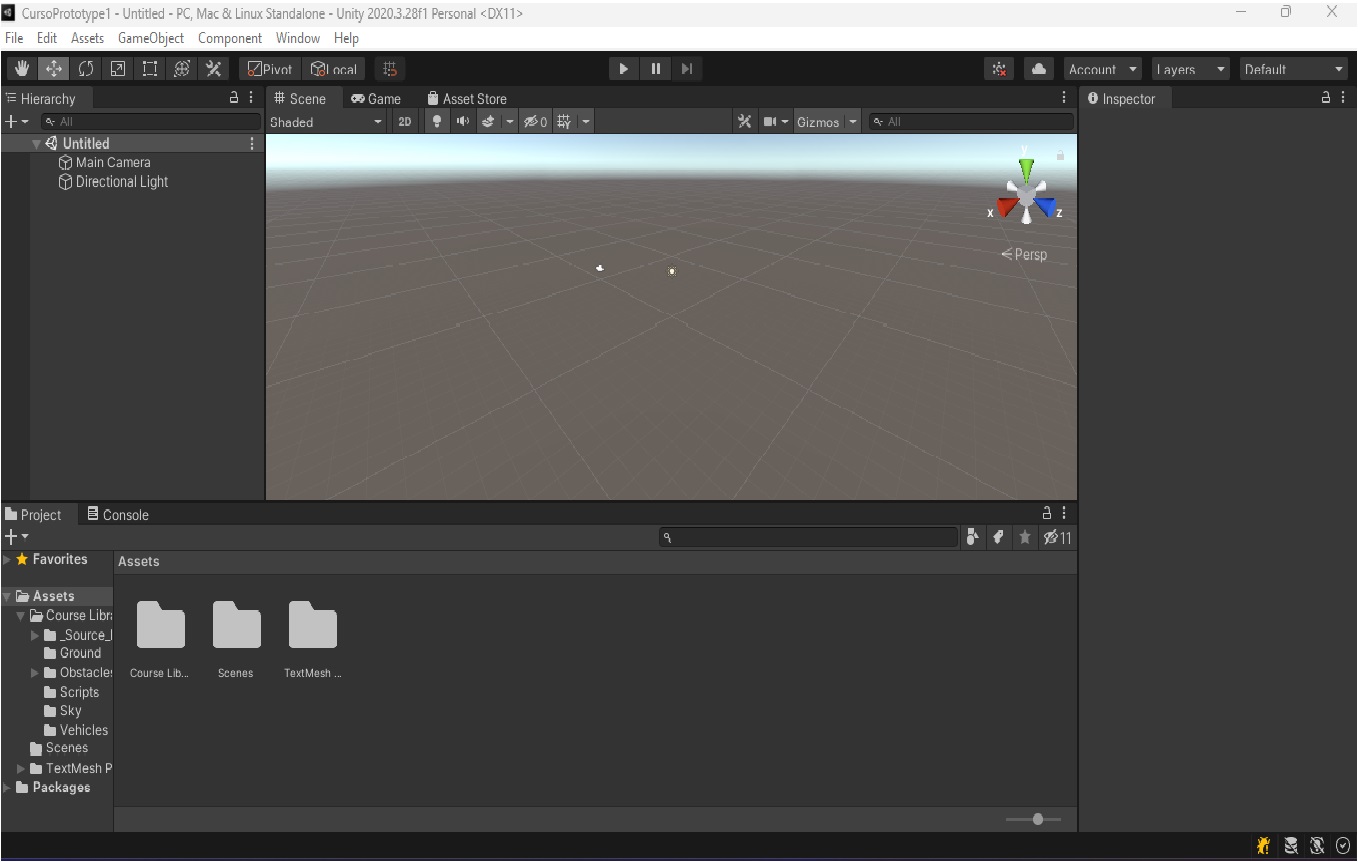 CursoPrototype1 - Untitled - PC, Mac & Linux Standalone - Unity 2020.3.28f1 Personal <DX11>
File Edit Assets GameObject Component Window Help
Pivot Local Account Layers Default
Hierarchy
Scene Game Asset Store
Inspector
All
Shaded 2D 0 Gizmos All
Untitled
Main Camera
Directional Light
y
x z
Persp
Project Console
11
Favorites
Assets
Course Libr
_Source_
Ground
Obstacles
Scripts
Sky
Vehicles
Scenes
TextMesh P
Packages
Assets
Course Lib... Scenes TextMesh ...